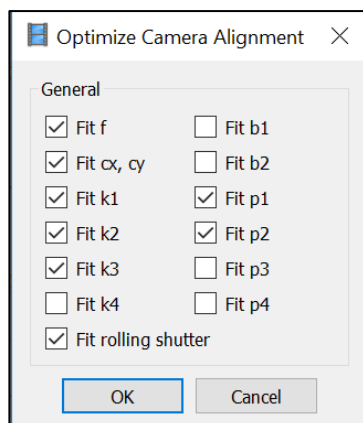 Optimize Camera Alignment
General
Fit f Fit b1
Fit cx, cy Fit b2
Fit k1 Fit p1
Fit k2 Fit p2
Fit k3 Fit p3
Fit k4 Fit p4
Fit rolling shutter
OK Cancel